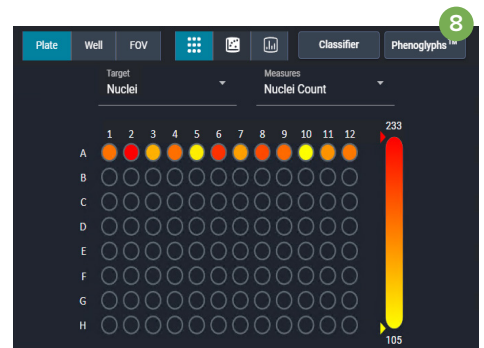 8
Plate Well FOV Classifier Phenoglyphs™
Target Measures
Nuclei Nuclei Count
1 2 3 4 5 6 7 8 9 10 11 12 233
A
B
C
D
E
F
G
H
105